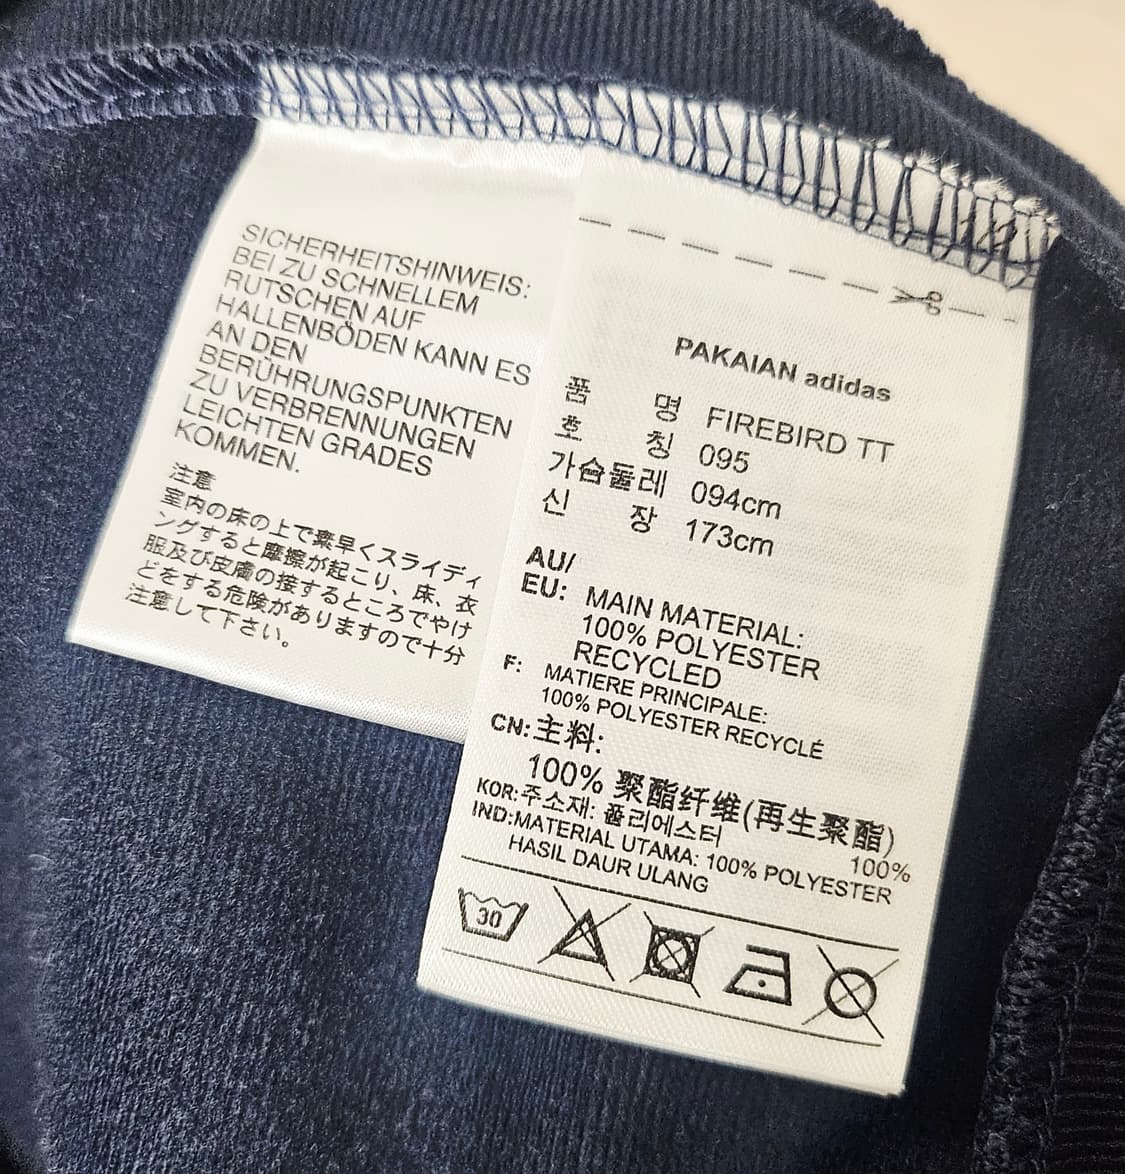 SICHERHEITSHINWEIS:
BEI ZU SCHNELLEM
RUTSCHEN AUF
HALLENBÖDEN KANN ES
AN DEN
BERÜHRUNGSPUNKTEN
ZU VERBRENNUNGEN
LEICHTEN GRADES
KOMMEN.
注意
室内の床の上で素早くスライディ
ングすると摩擦が起こり、床、衣
服及び皮膚の接するところでやけ
どをする危険がありますので十分
注意して下さい。
PAKAIAN adidas
품 명 FIREBIRD TT
호 칭 095
가슴둘레 094cm
신 장 173cm
AU/
EU: MAIN MATERIAL:
100% POLYESTER
RECYCLED
F: MATIERE PRINCIPALE:
100% POLYESTER RECYCLÉ
CN:主料:
100% 聚酯纤维(再生聚酯)
KOR:주소재: 폴리에스터 100%
IND:MATERIAL UTAMA: 100% POLYESTER
HASIL DAUR ULANG
30